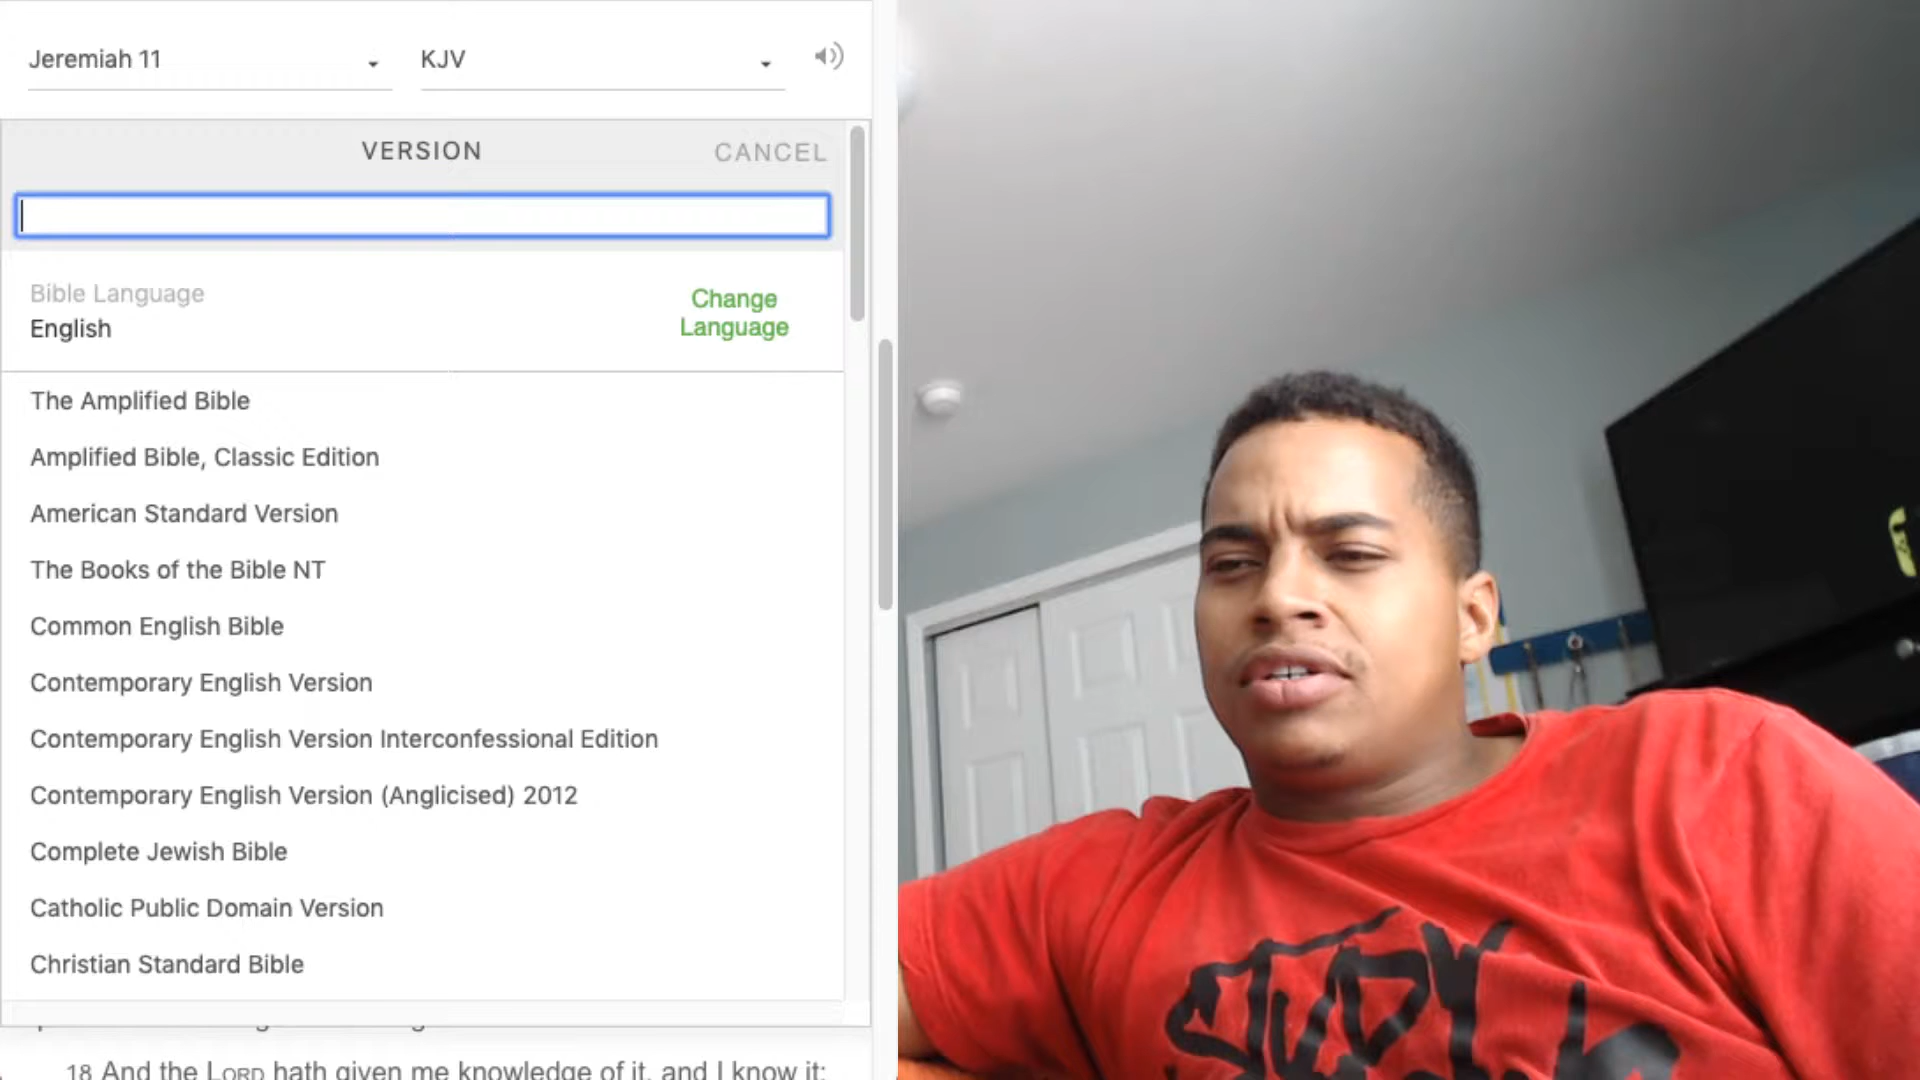 Jeremiah 11
KJV
VERSION
CANCEL
Bible Language
English
Change
Language
The Amplified Bible
Amplified Bible, Classic Edition
American Standard Version
The Books of the Bible NT
Common English Bible
Contemporary English Version
Contemporary English Version Interconfessional Edition
Contemporary English Version (Anglicised) 2012
Complete Jewish Bible
Catholic Public Domain Version
Christian Standard Bible
18 And the LORD hath given me knowledge of it, and I know it:
STUDY